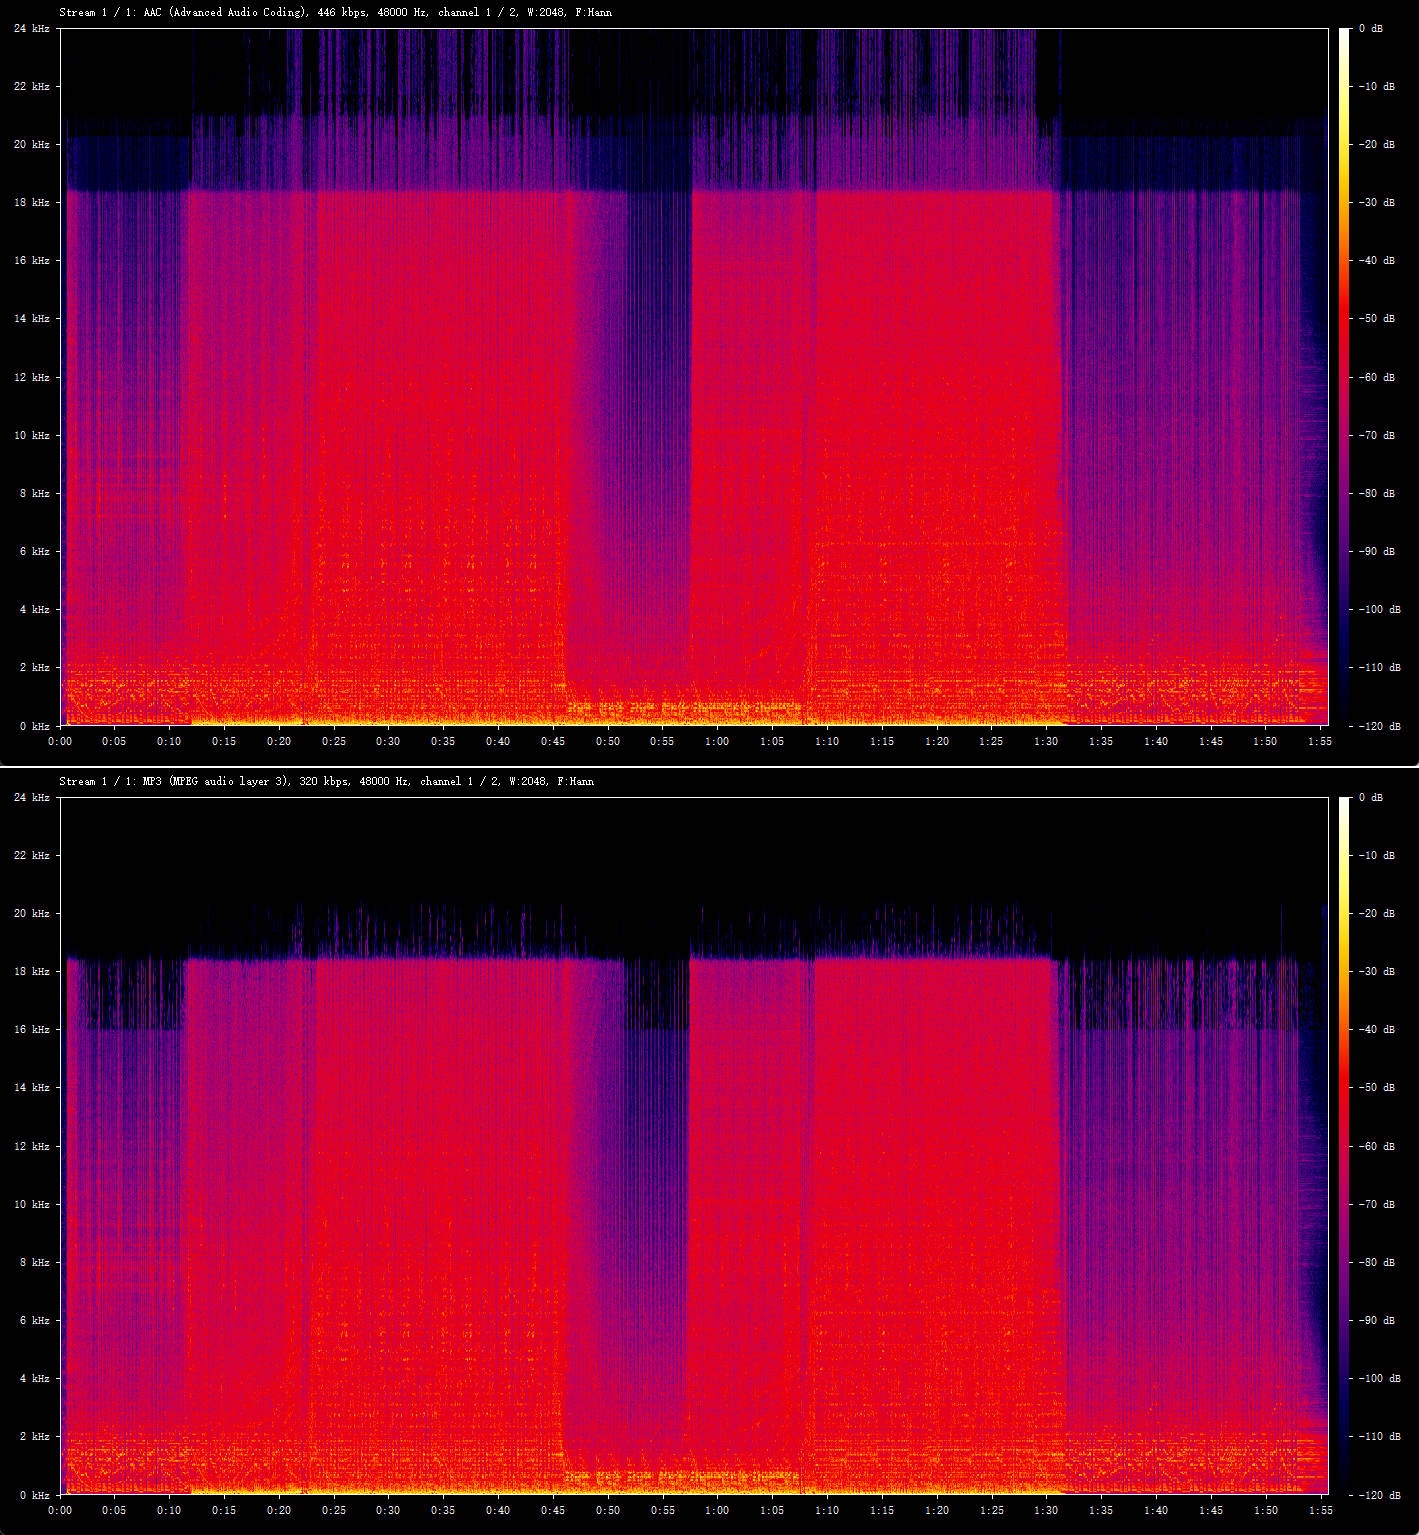 Stream 1 / 1: AAC (Advanced Audio Coding), 446 kbps, 48000 Hz, channel 1 / 2, W:2048, F:Hann
24 kHz 0 dB
22 kHz -10 dB
20 kHz -20 dB
18 kHz -30 dB
16 kHz -40 dB
14 kHz -50 dB
12 kHz -60 dB
10 kHz -70 dB
8 kHz -80 dB
6 kHz -90 dB
4 kHz -100 dB
2 kHz -110 dB
0 kHz -120 dB
0:00 0:05 0:10 0:15 0:20 0:25 0:30 0:35 0:40 0:45 0:50 0:55 1:00 1:05 1:10 1:15 1:20 1:25 1:30 1:35 1:40 1:45 1:50 1:55
Stream 1 / 1: MP3 (MPEG audio layer 3), 320 kbps, 48000 Hz, channel 1 / 2, W:2048, F:Hann
24 kHz 0 dB
22 kHz -10 dB
20 kHz -20 dB
18 kHz -30 dB
16 kHz -40 dB
14 kHz -50 dB
12 kHz -60 dB
10 kHz -70 dB
8 kHz -80 dB
6 kHz -90 dB
4 kHz -100 dB
2 kHz -110 dB
0 kHz -120 dB
0:00 0:05 0:10 0:15 0:20 0:25 0:30 0:35 0:40 0:45 0:50 0:55 1:00 1:05 1:10 1:15 1:20 1:25 1:30 1:35 1:40 1:45 1:50 1:55